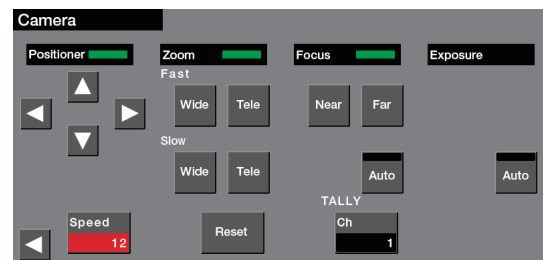 Camera
Positioner Zoom Focus Exposure
Fast
Wide Tele Near Far
Slow
Wide Tele Auto Auto
TALLY
Speed Reset Ch
12 1